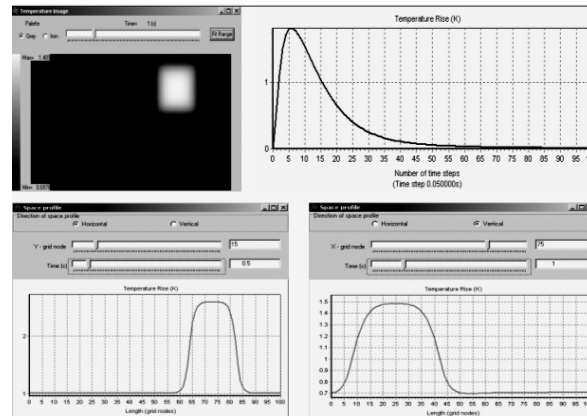 Temperature image
Palette
Time= 1 (s)
Grey
Iron
Fit Range
Temperature Rise (K)
1
0
0 5 10 15 20 25 30 35 40 45 50 55 60 65 70 75 80 85 90 95
Number of time steps
(Time step 0.050000s)
Space profile
Direction of space profile
Horizontal
Vertical
Y - grid node
15
Time (s)
0.5
Temperature Rise (K)
2
1
0 5 10 15 20 25 30 35 40 45 50 55 60 65 70 75 80 85 90 95 100
Length (grid nodes)
Space profile
Direction of space profile
Horizontal
Vertical
X - grid node
75
Time (s)
1
Temperature Rise (K)
1.5
1.4
1.3
1.2
1.1
1
0.9
0.8
0.7
0 5 10 15 20 25 30 35 40 45 50 55 60 65 70 75 80 85 90 95 100
Length (grid nodes)